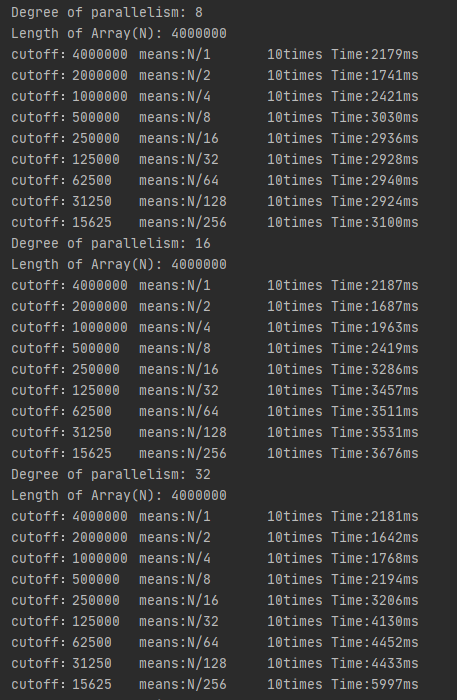 Degree of parallelism: 8
Length of Array(N): 4000000
cutoff：4000000 means:N/1 10times Time:2179ms
cutoff：2000000 means:N/2 10times Time:1741ms
cutoff：1000000 means:N/4 10times Time:2421ms
cutoff：500000 means:N/8 10times Time:3030ms
cutoff：250000 means:N/16 10times Time:2936ms
cutoff：125000 means:N/32 10times Time:2928ms
cutoff：62500 means:N/64 10times Time:2940ms
cutoff：31250 means:N/128 10times Time:2924ms
cutoff：15625 means:N/256 10times Time:3100ms
Degree of parallelism: 16
Length of Array(N): 4000000
cutoff：4000000 means:N/1 10times Time:2187ms
cutoff：2000000 means:N/2 10times Time:1687ms
cutoff：1000000 means:N/4 10times Time:1963ms
cutoff：500000 means:N/8 10times Time:2419ms
cutoff：250000 means:N/16 10times Time:3286ms
cutoff：125000 means:N/32 10times Time:3457ms
cutoff：62500 means:N/64 10times Time:3511ms
cutoff：31250 means:N/128 10times Time:3531ms
cutoff：15625 means:N/256 10times Time:3676ms
Degree of parallelism: 32
Length of Array(N): 4000000
cutoff：4000000 means:N/1 10times Time:2181ms
cutoff：2000000 means:N/2 10times Time:1642ms
cutoff：1000000 means:N/4 10times Time:1768ms
cutoff：500000 means:N/8 10times Time:2194ms
cutoff：250000 means:N/16 10times Time:3206ms
cutoff：125000 means:N/32 10times Time:4130ms
cutoff：62500 means:N/64 10times Time:4452ms
cutoff：31250 means:N/128 10times Time:4433ms
cutoff：15625 means:N/256 10times Time:5997ms